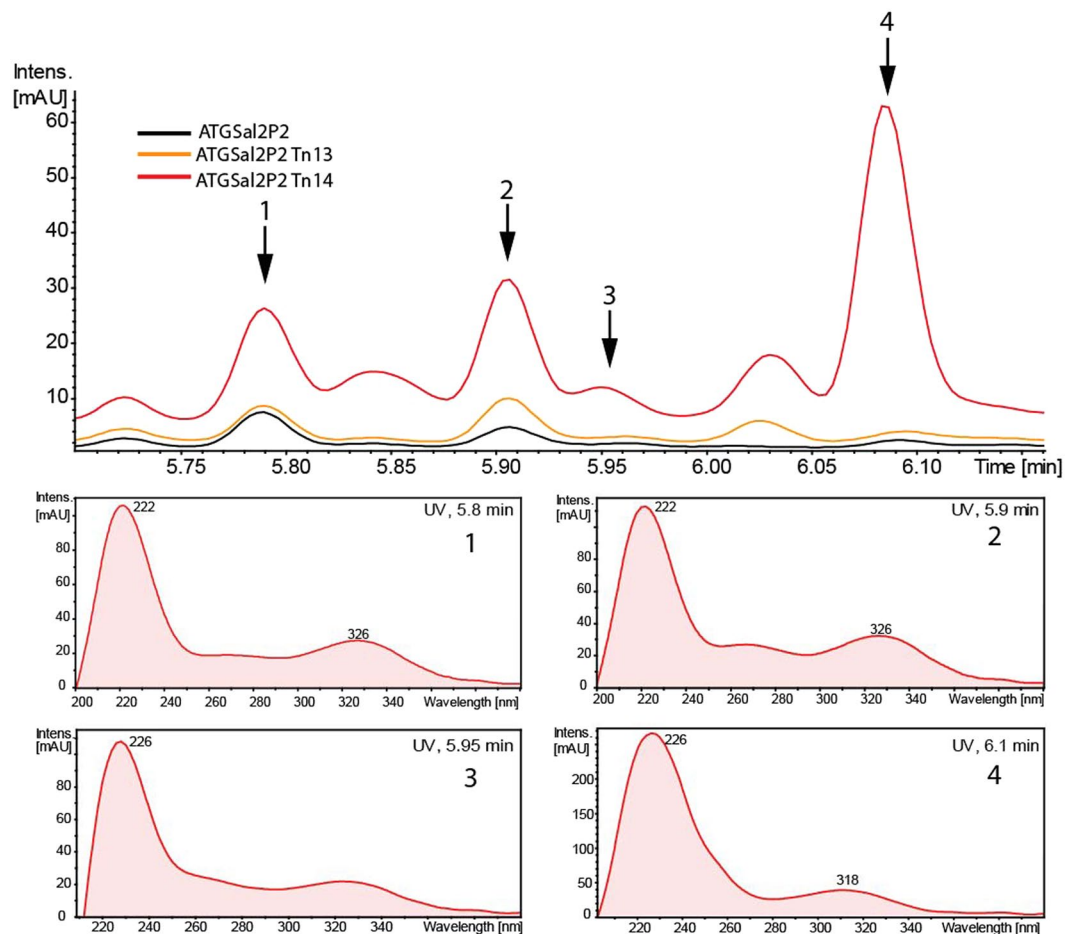 4
Intens.
[mAU]
60
50
40
30
20
10
ATGSal2P2
ATGSal2P2 Tn13
ATGSal2P2 Tn14
1
2
3
5.75 5.80 5.85 5.90 5.95 6.00 6.05 6.10 Time [min]
Intens.
[mAU]
222
UV, 5.8 min
1
80
60
40
20
0
326
200 220 240 260 280 300 320 340 Wavelength [nm]
Intens.
[mAU]
222
UV, 5.9 min
2
80
60
40
20
0
326
200 220 240 260 280 300 320 340 Wavelength [nm]
Intens.
[mAU]
226
UV, 5.95 min
3
80
60
40
20
0
220 240 260 280 300 320 340 Wavelength [nm]
Intens.
[mAU]
226
UV, 6.1 min
4
200
150
100
50
0
318
220 240 260 280 300 320 340 Wavelength [nm]